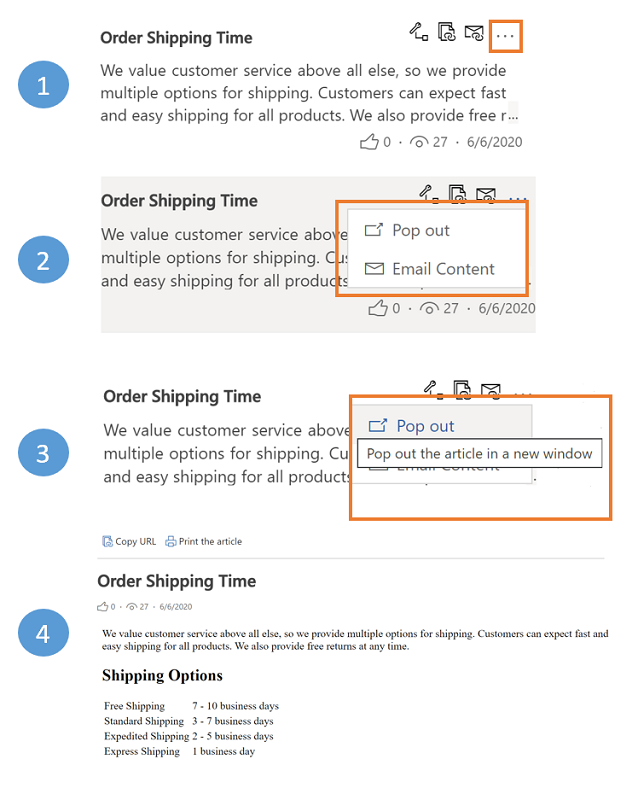 Order Shipping Time
...
1
We value customer service above all else, so we provide
multiple options for shipping. Customers can expect fast
and easy shipping for all products. We also provide free r...
0 · 27 · 6/6/2020
Order Shipping Time
...
2
We value customer service above
Pop out
multiple options for shipping. Cu
and easy shipping for all products
Email Content
0 · 27 · 6/6/2020
Order Shipping Time
3
We value customer service above
Pop out
multiple options for shipping. Cu
Pop out the article in a new window
and easy shipping for all products
Email Content
Copy URL Print the article
Order Shipping Time
4
0 · 27 · 6/6/2020
We value customer service above all else, so we provide multiple options for shipping. Customers can expect fast and
easy shipping for all products. We also provide free returns at any time.
Shipping Options
Free Shipping 7 - 10 business days
Standard Shipping 3 - 7 business days
Expedited Shipping 2 - 5 business days
Express Shipping 1 business day